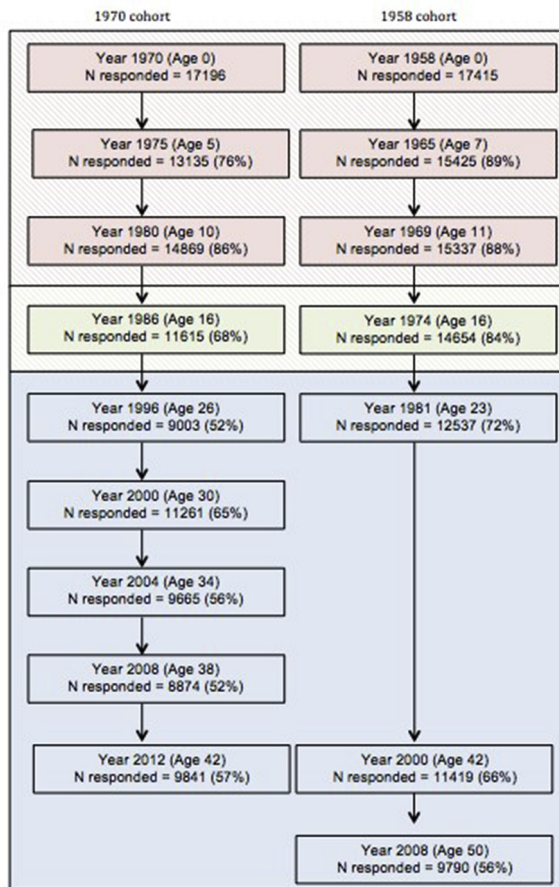 1970 cohort
Year 1970 (Age 0)
N responded = 17196
Year 1975 (Age 5)
N responded = 13135 (76%)
Year 1980 (Age 10)
N responded = 14869 (86%)
Year 1986 (Age 16)
N responded = 11615 (68%)
Year 1996 (Age 26)
N responded = 9003 (52%)
Year 2000 (Age 30)
N responded = 11261 (65%)
Year 2004 (Age 34)
N responded = 9665 (56%)
Year 2008 (Age 38)
N responded = 8874 (52%)
Year 2012 (Age 42)
N responded = 9841 (57%)
1958 cohort
Year 1958 (Age 0)
N responded = 17415
Year 1965 (Age 7)
N responded = 15425 (89%)
Year 1969 (Age 11)
N responded = 15337 (88%)
Year 1974 (Age 16)
N responded = 14654 (84%)
Year 1981 (Age 23)
N responded = 12537 (72%)
Year 2000 (Age 42)
N responded = 11419 (66%)
Year 2008 (Age 50)
N responded = 9790 (56%)